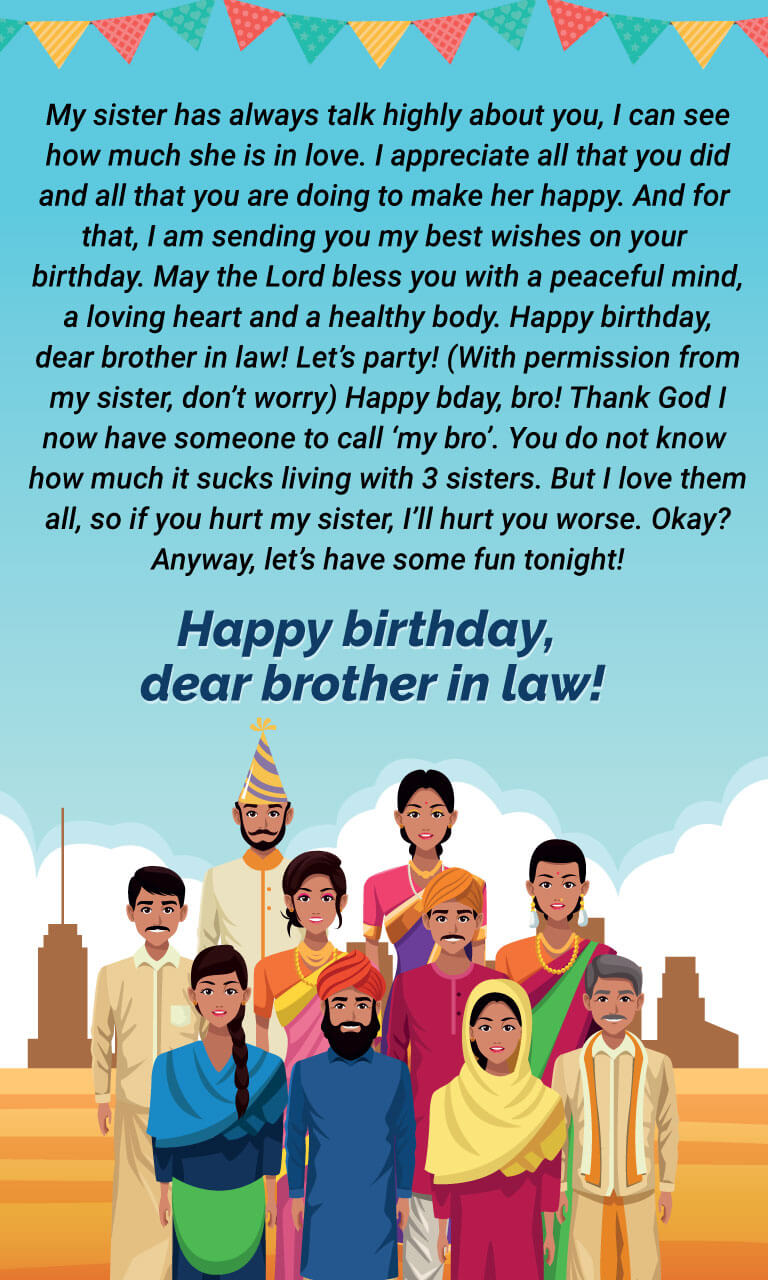 My sister has always talk highly about you, I can see
how much she is in love. I appreciate all that you did
and all that you are doing to make her happy. And for
that, I am sending you my best wishes on your
birthday. May the Lord bless you with a peaceful mind,
a loving heart and a healthy body. Happy birthday,
dear brother in law! Let’s party! (With permission from
my sister, don’t worry) Happy bday, bro! Thank God I
now have someone to call ‘my bro’. You do not know
how much it sucks living with 3 sisters. But I love them
all, so if you hurt my sister, I’ll hurt you worse. Okay?
Anyway, let’s have some fun tonight!
Happy birthday,
dear brother in law!